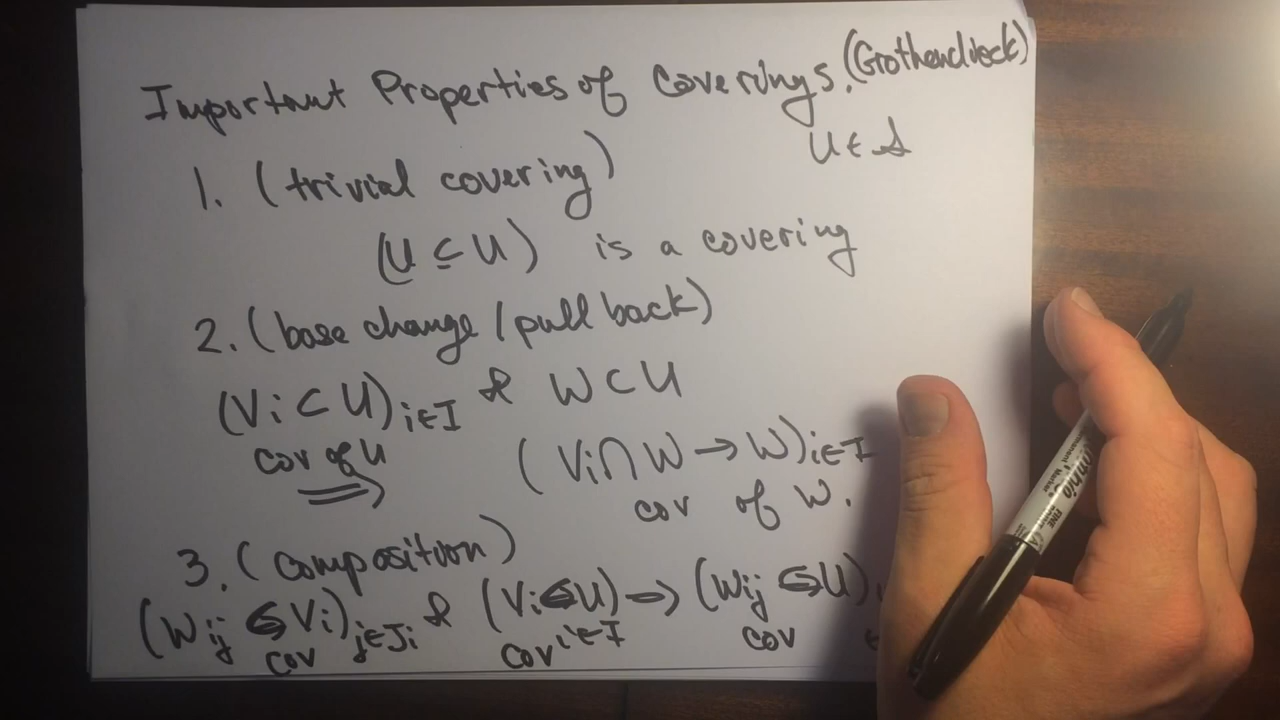 Important Properties of Coverings. (Grothendieck)
U ∈ 𝒮
1. (trivial covering)
(U ⊆ U) is a covering
2. (base change / pull back)
(Vi ⊂ U)i∈I & W ⊂ U
cov of U
⟹ (Vi ∩ W → W)i∈I
cov of W.
3. (composition)
(Wij ⊆ Vi)j∈Ji & (Vi ⊆ U)i∈I → (Wij ⊆ U)
cov cov cov
FINE